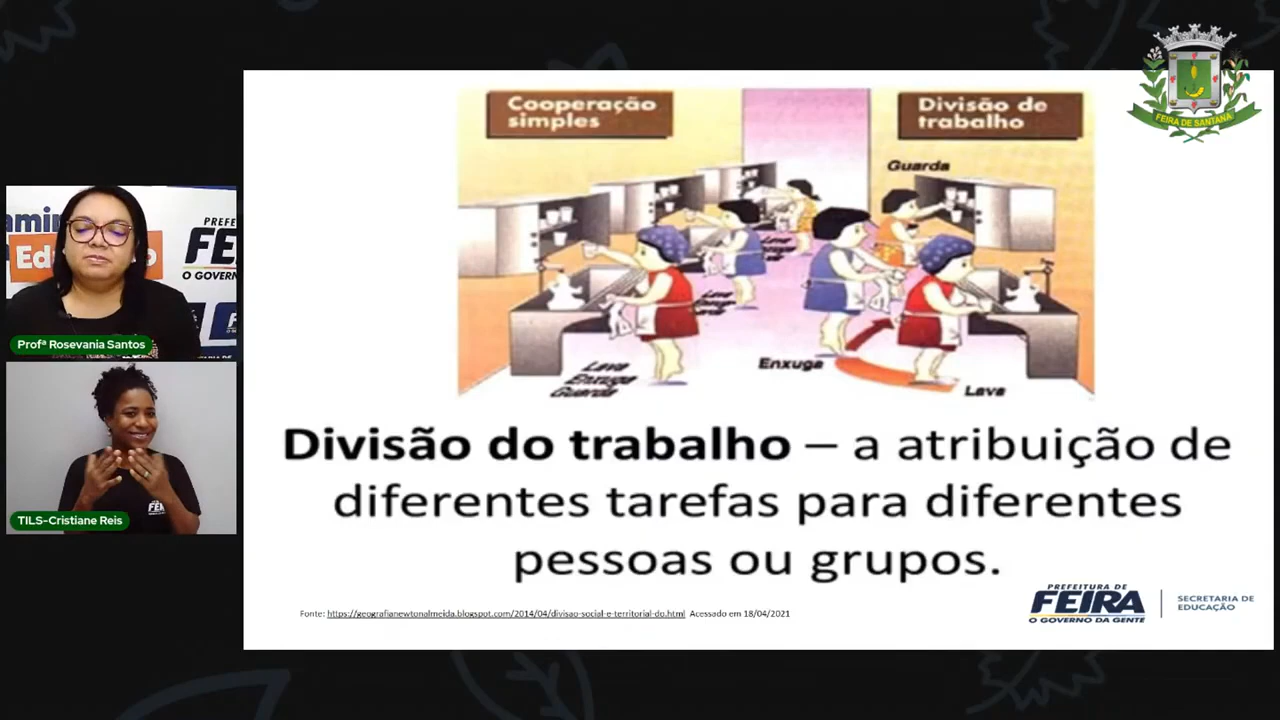 FEIRA DE SANTANA
Cooperação
simples
Divisão de
trabalho
Guarda
Lava
Enxuga
Guarda
Enxuga
Lava
Divisão do trabalho – a atribuição de
diferentes tarefas para diferentes
pessoas ou grupos.
Fonte: https://geografianewtonalmeida.blogspot.com/2014/04/divisao-social-e-territorial-do.html Acessado em 18/04/2021
PREFEITURA DE
FEIRA
O GOVERNO DA GENTE
SECRETARIA DE
EDUCAÇÃO
Profª Rosevania Santos
TILS-Cristiane Reis